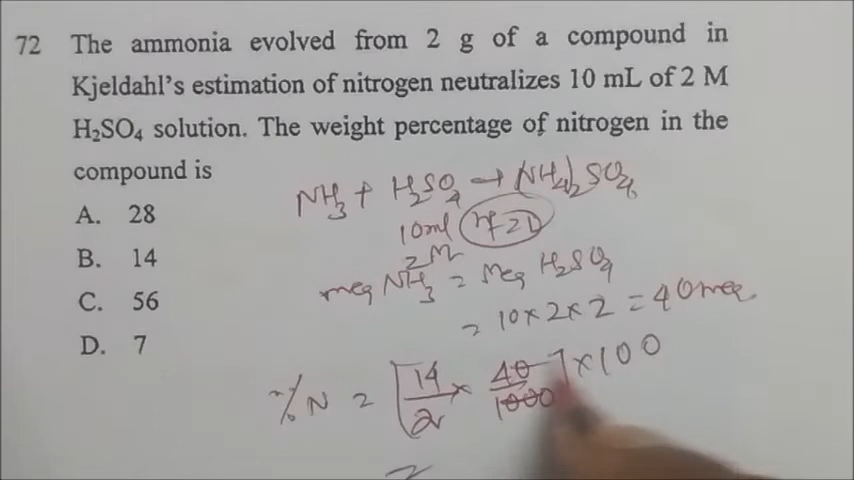 72 The ammonia evolved from 2 g of a compound in
Kjeldahl's estimation of nitrogen neutralizes 10 mL of 2 M
H₂SO₄ solution. The weight percentage of nitrogen in the
compound is
A. 28
B. 14
C. 56
D. 7
NH₃ + H₂SO₄ → (NH₄)₂SO₄
10ml
2M
meq NH₃ = meq H₂SO₄
= 10 × 2 × 2 = 40 meq.
% N = [14/2 × 40/1000] × 100